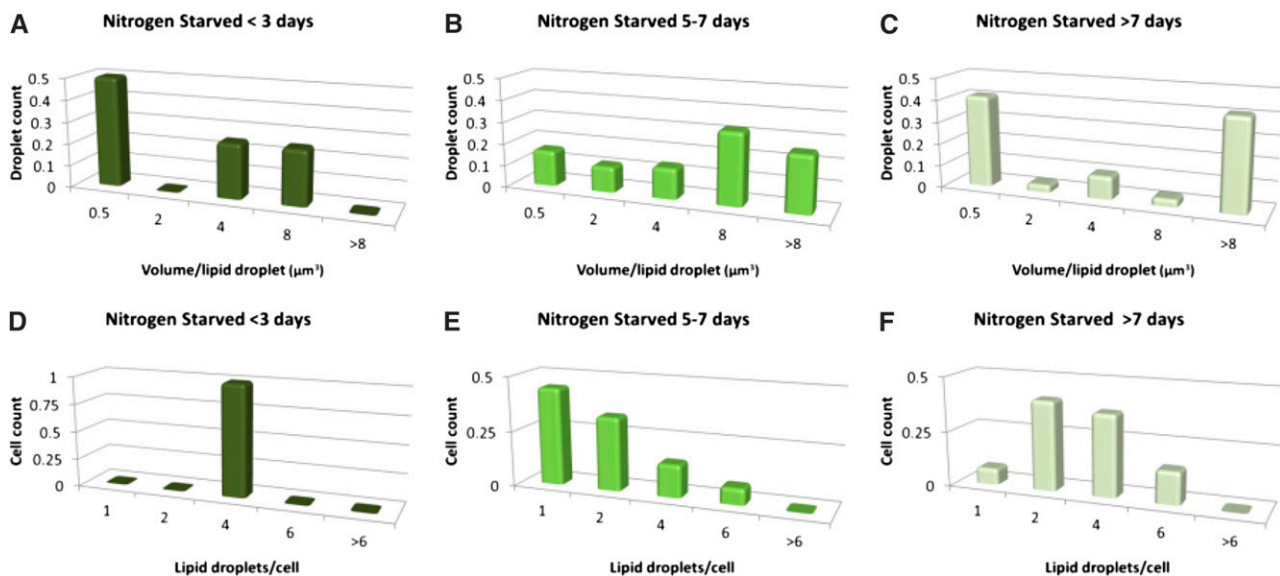 A
Nitrogen Starved < 3 days
Droplet count
0.5
0.4
0.3
0.2
0.1
0
0.5
2
4
8
>8
Volume/lipid droplet (µm³)
B
Nitrogen Starved 5-7 days
Droplet count
0.5
0.4
0.3
0.2
0.1
0
0.5
2
4
8
>8
Volume/lipid droplet (µm³)
C
Nitrogen Starved >7 days
Droplet count
0.5
0.4
0.3
0.2
0.1
0
0.5
2
4
8
>8
Volume/lipid droplet (µm³)
D
Nitrogen Starved <3 days
Cell count
1
0.75
0.5
0.25
0
1
2
4
6
>6
Lipid droplets/cell
E
Nitrogen Starved 5-7 days
Cell count
0.5
0.25
0
1
2
4
6
>6
Lipid droplets/cell
F
Nitrogen Starved >7 days
Cell count
0.5
0.25
0
1
2
4
6
>6
Lipid droplets/cell